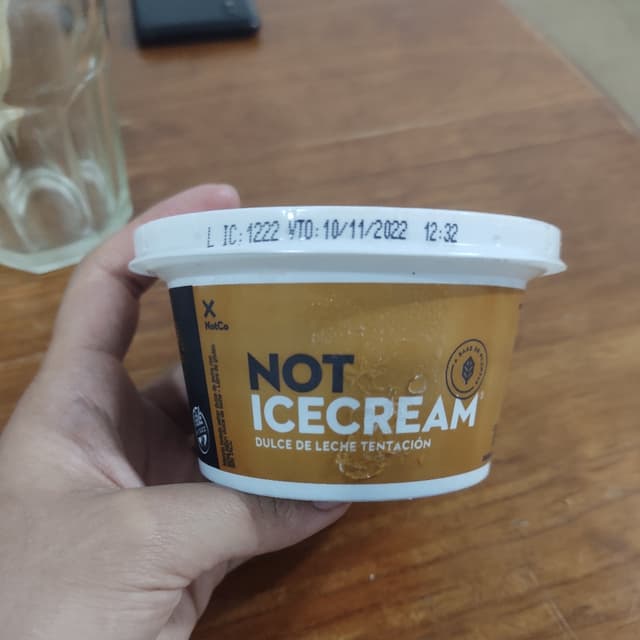 L IC: 1222 VTO: 10/11/2022 12:32
NotCo
NOT
ICECREAM
DULCE DE LECHE TENTACIÓN